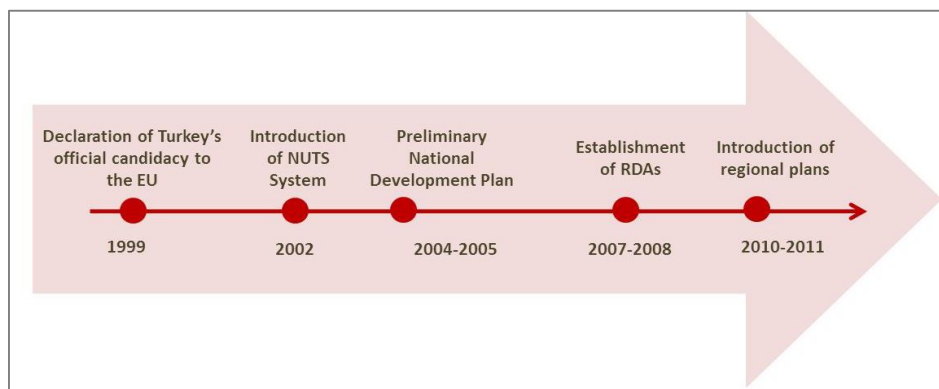 Declaration of Turkey's
official candidacy to
the EU
1999
Introduction
of NUTS
System
2002
Preliminary
National
Development Plan
2004-2005
Establishment
of RDAs
2007-2008
Introduction of
regional plans
2010-2011